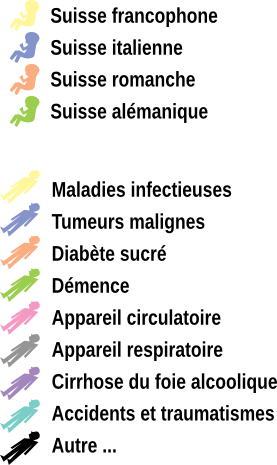 Suisse francophone
Suisse italienne
Suisse romanche
Suisse alémanique
Maladies infectieuses
Tumeurs malignes
Diabète sucré
Démence
Appareil circulatoire
Appareil respiratoire
Cirrhose du foie alcoolique
Accidents et traumatismes
Autre ...